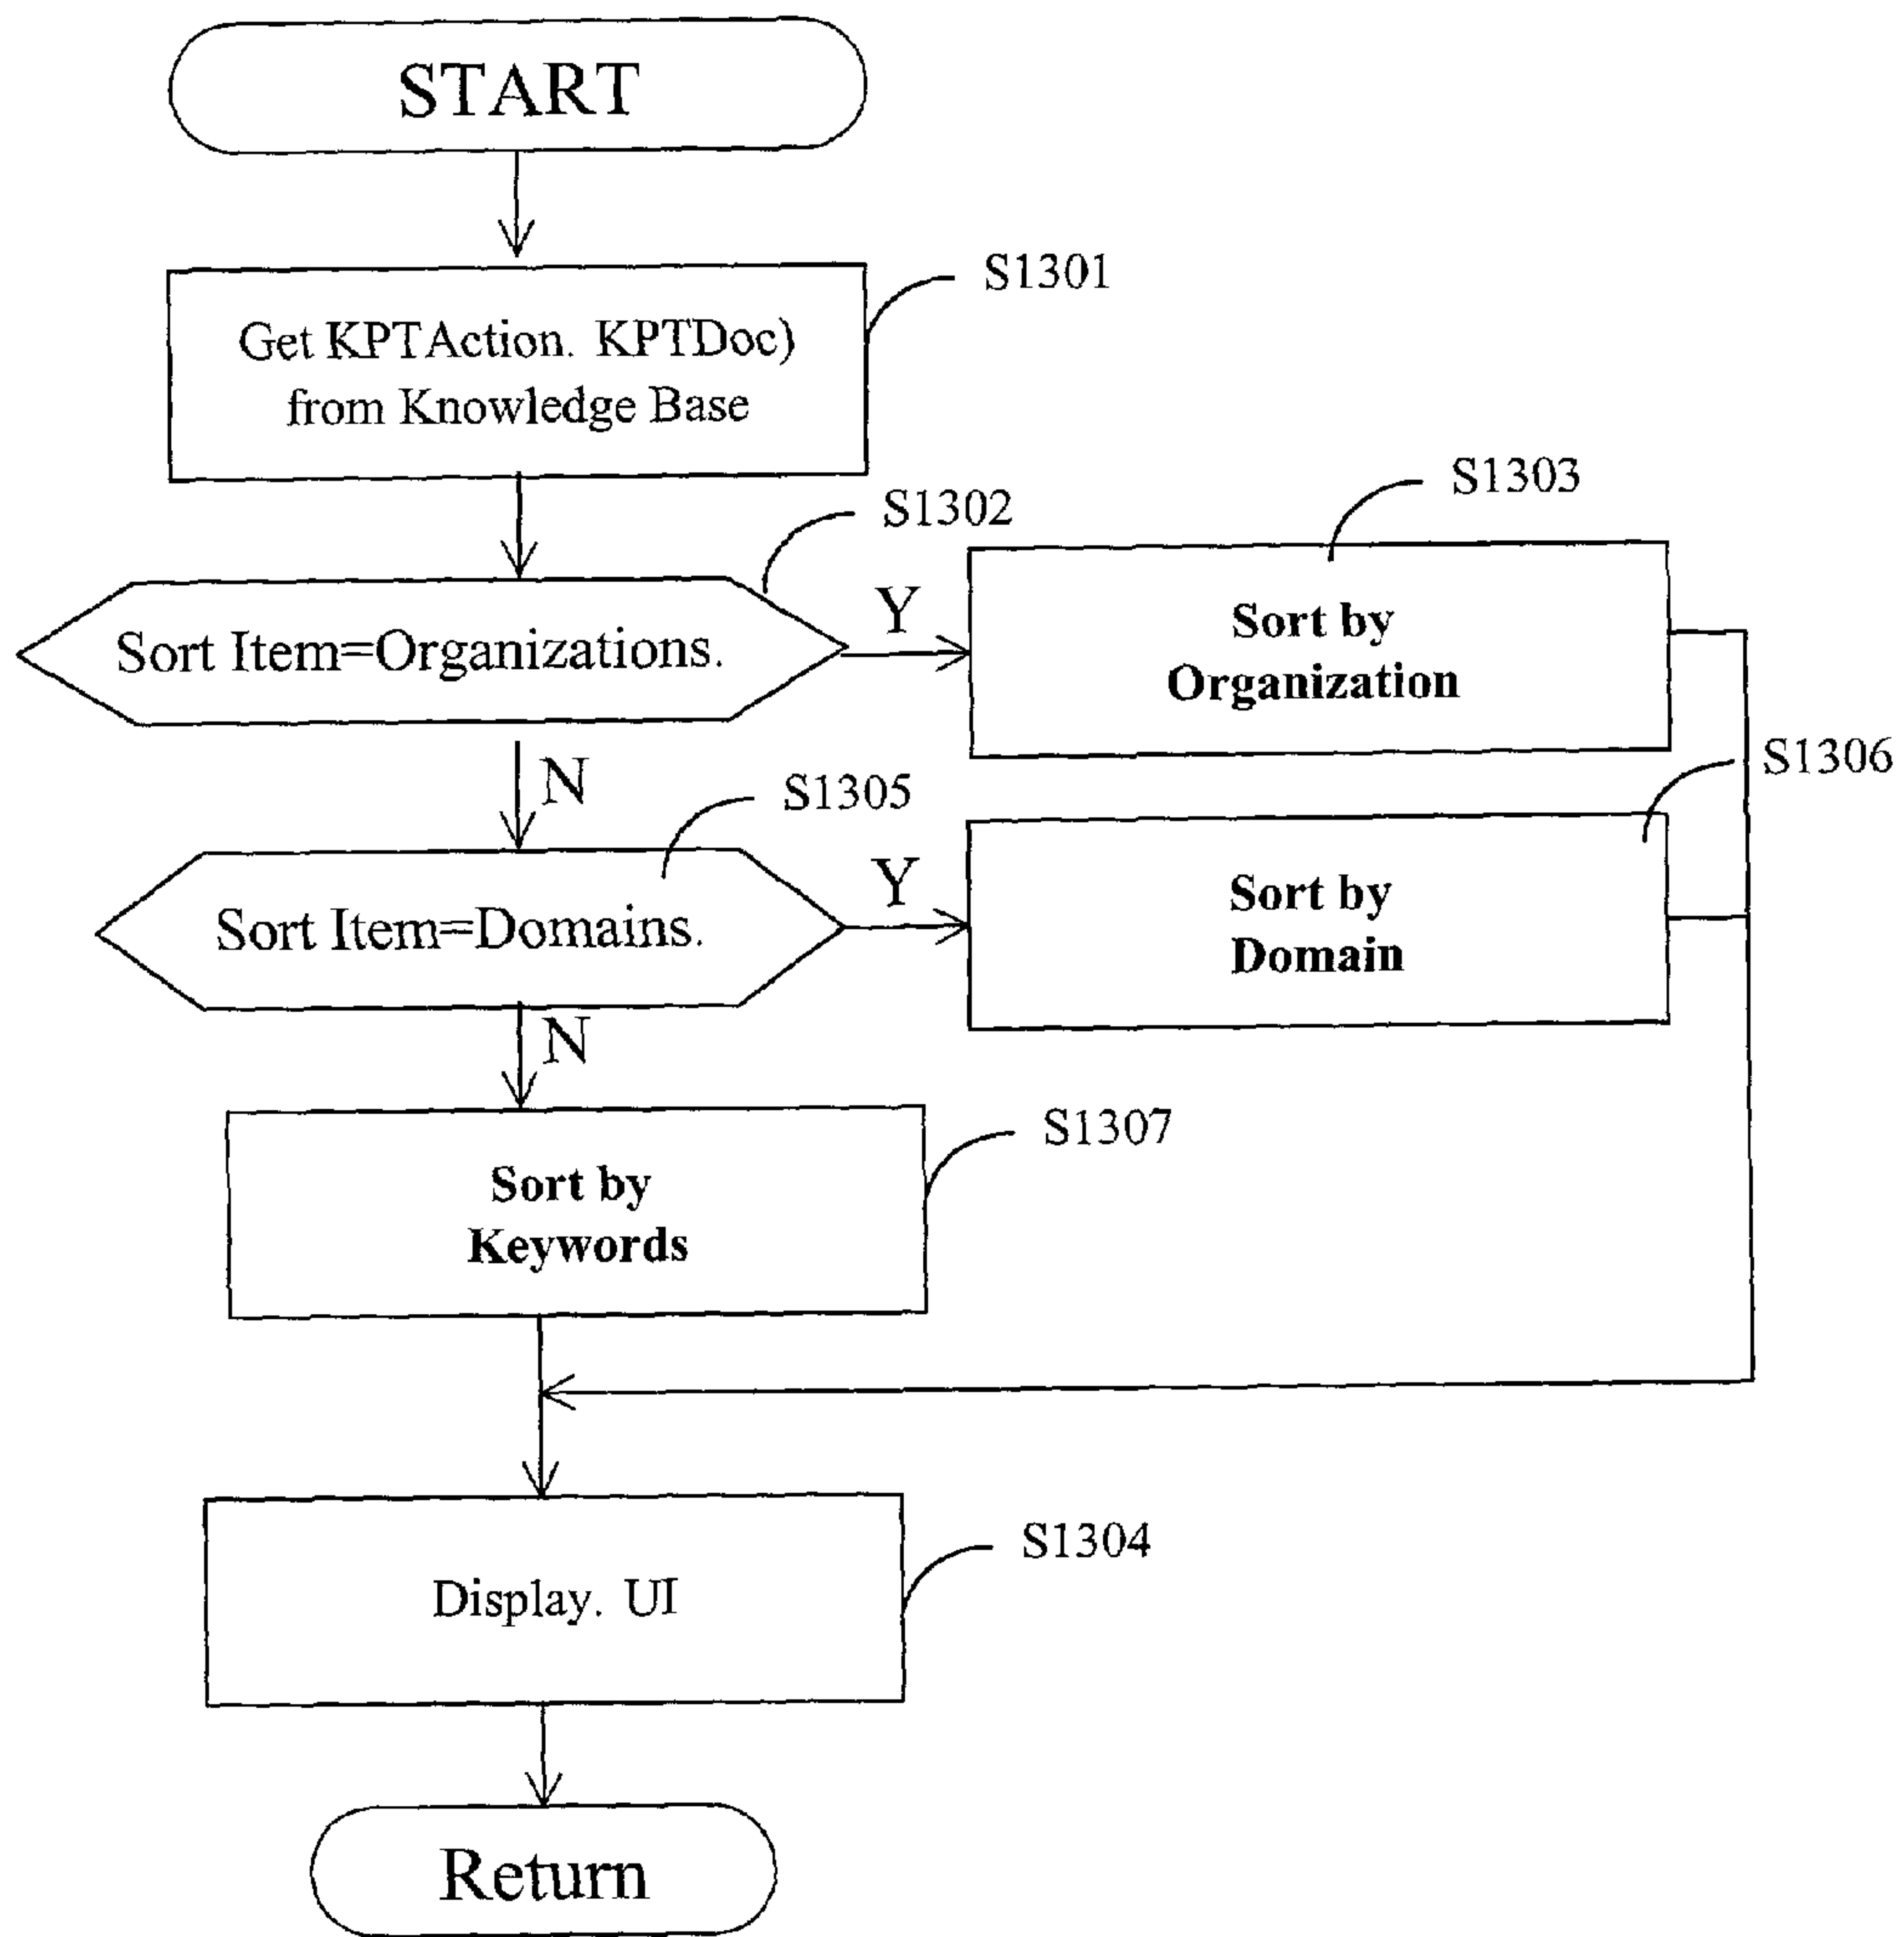 START
S1301
Get KPTAction. KPTDoc)
from Knowledge Base
S1302
S1303
Sort Item=Organizations.
Y
Sort by
Organization
N
S1305
S1306
Sort Item=Domains.
Y
Sort by
Domain
N
S1307
Sort by
Keywords
S1304
Display. UI
Return